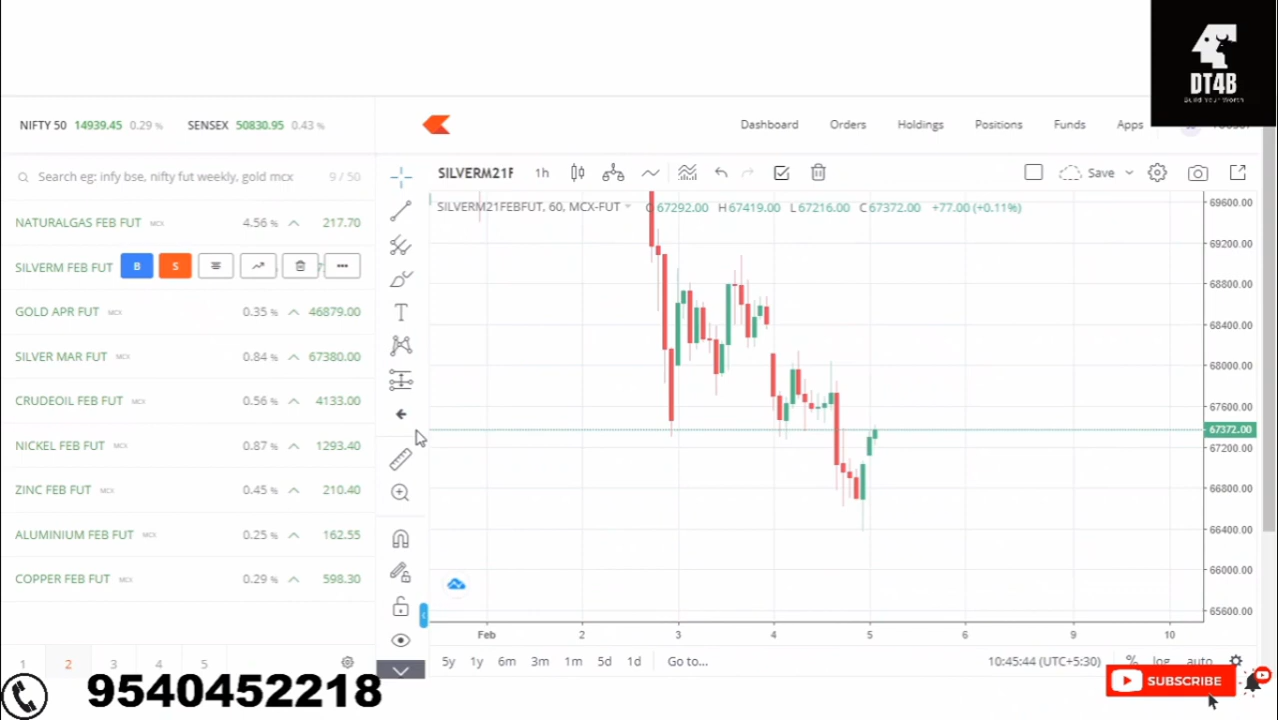 DT4B
Build Your Worth
NIFTY 50 14939.45 0.29 % SENSEX 50830.95 0.43 %
Dashboard Orders Holdings Positions Funds Apps
Search eg: infy bse, nifty fut weekly, gold mcx 9 / 50
SILVERM21F 1h Save
SILVERM21FEBFUT, 60, MCX-FUT O 67292.00 H 67419.00 L 67216.00 C 67372.00 +77.00 (+0.11%)
NATURALGAS FEB FUT MCX 4.56 % 217.70
SILVERM FEB FUT B S
GOLD APR FUT MCX 0.35 % 46879.00
SILVER MAR FUT MCX 0.84 % 67380.00
CRUDEOIL FEB FUT MCX 0.56 % 4133.00
NICKEL FEB FUT MCX 0.87 % 1293.40
ZINC FEB FUT MCX 0.45 % 210.40
ALUMINIUM FEB FUT MCX 0.25 % 162.55
COPPER FEB FUT MCX 0.29 % 598.30
T
69600.00
69200.00
68800.00
68400.00
68000.00
67600.00
67372.00
67200.00
66800.00
66400.00
66000.00
65600.00
Feb 2 3 4 5 6 9 10
1 2 3 4 5
5y 1y 6m 3m 1m 5d 1d Go to... 10:45:44 (UTC+5:30) % log auto
9540452218
SUBSCRIBE